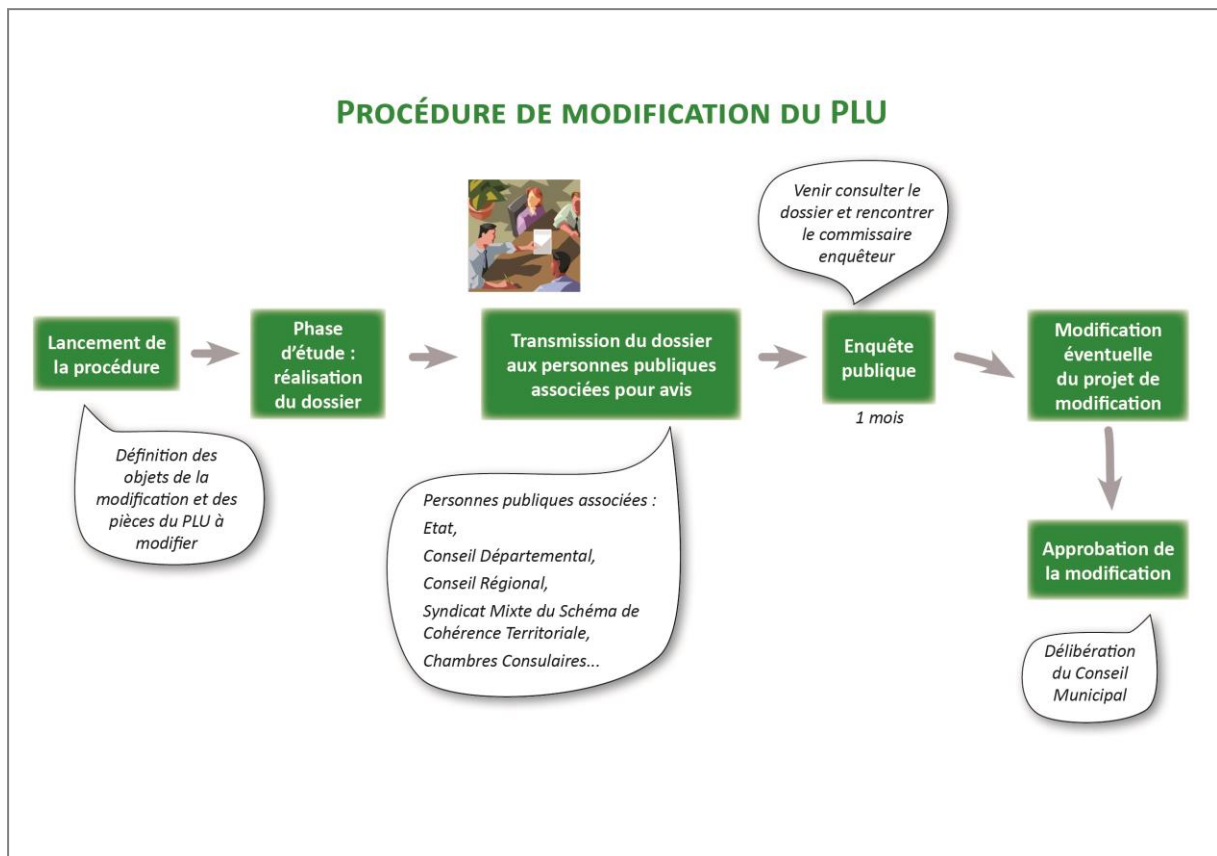 PROCÉDURE DE MODIFICATION DU PLU
Venir consulter le
dossier et rencontrer
le commissaire
enquêteur
Lancement de
la procédure
Phase
d'étude :
réalisation
du dossier
Transmission du dossier
aux personnes publiques
associées pour avis
Enquête
publique
1 mois
Modification
éventuelle
du projet de
modification
Définition des
objets de la
modification et des
pièces du PLU à
modifier
Personnes publiques associées :
Etat,
Conseil Départemental,
Conseil Régional,
Syndicat Mixte du Schéma de
Cohérence Territoriale,
Chambres Consulaires...
Approbation de
la modification
Délibération
du Conseil
Municipal